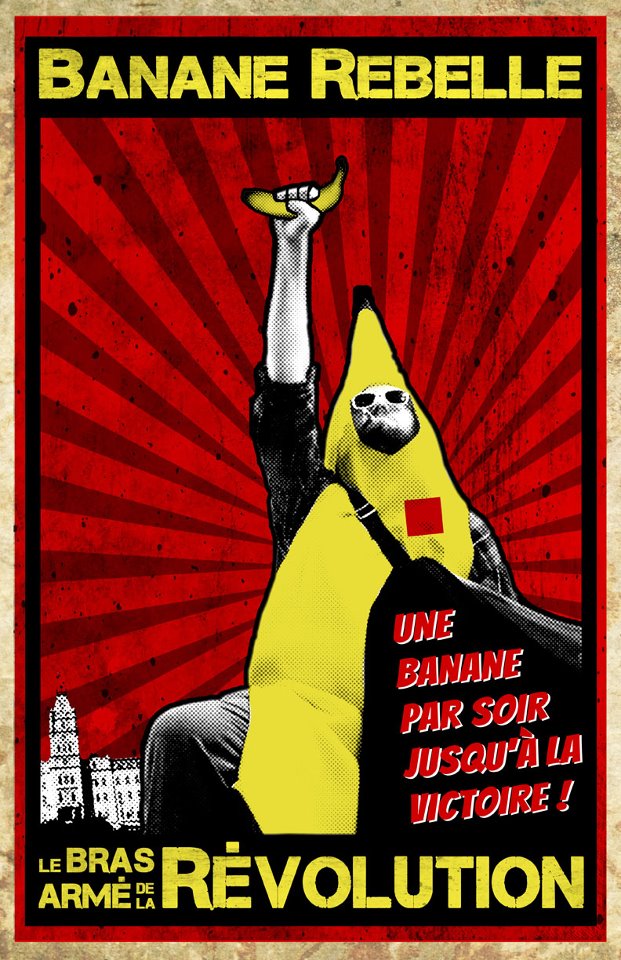 BANANE REBELLE
UNE
BANANE
PAR SOIR
JUSQU'À LA
VICTOIRE !
LE BRAS
ARMÉ DE LA
RÉVOLUTION